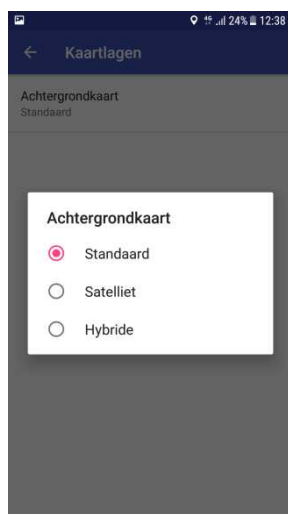 24% 12:38
Kaartlagen
Achtergrondkaart
Standaard
Achtergrondkaart
Standaard
Satelliet
Hybride